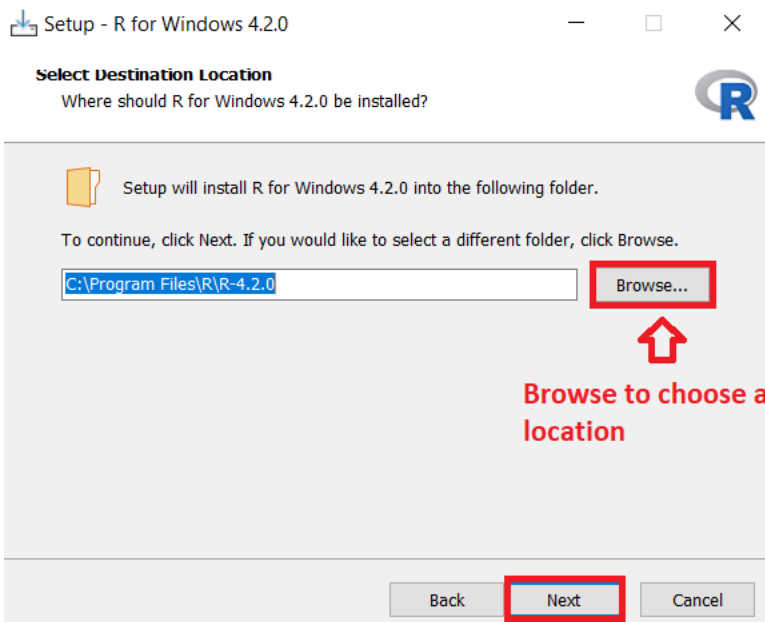 Setup - R for Windows 4.2.0
Select Destination Location
Where should R for Windows 4.2.0 be installed?
R
Setup will install R for Windows 4.2.0 into the following folder.
To continue, click Next. If you would like to select a different folder, click Browse.
C:\Program Files\R\R-4.2.0
Browse...
Browse to choose a
location
Back
Next
Cancel